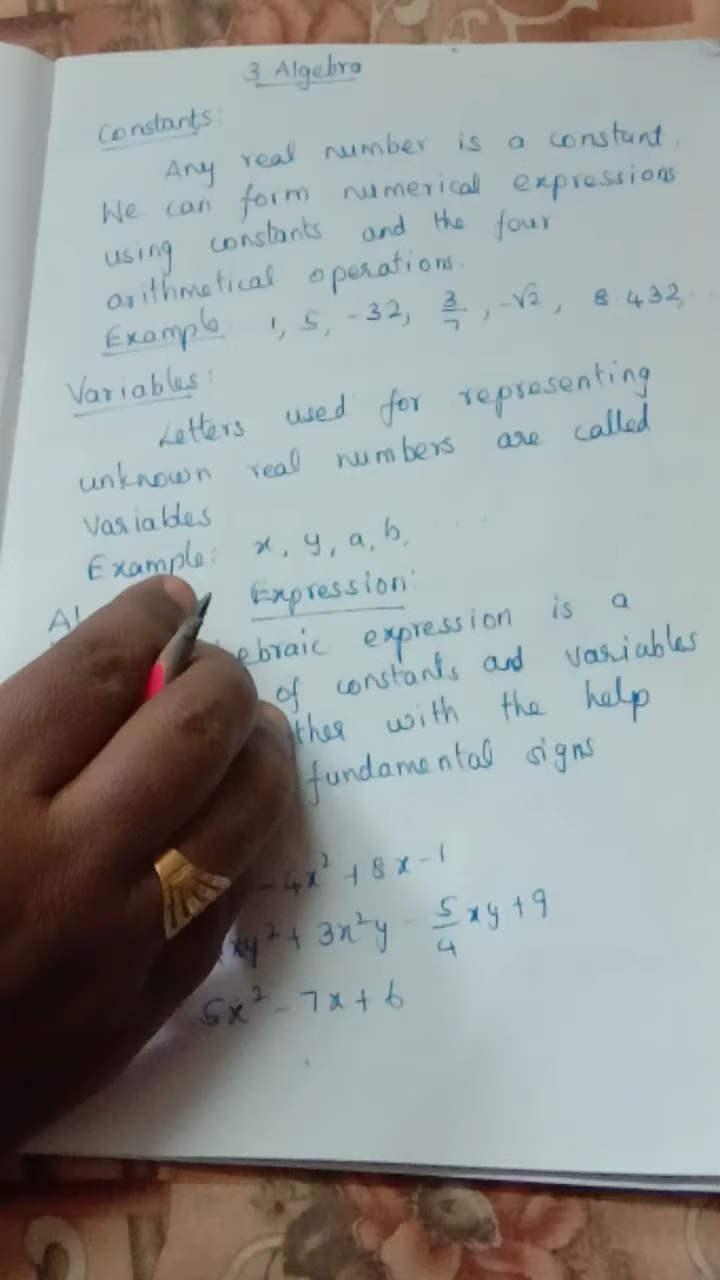 3 Algebra
Constants:
Any real number is a constant.
We can form numerical expressions
using constants and the four
arithmetical operations.
Example 1, 5, -32, 3/7, -√2, 8.432,
Variables:
Letters used for representing
unknown real numbers are called
Variables
Example: x, y, a, b, ....
Expression:
expression is a
of constants and variables
with the help
fundamental signs
- 4x² + 8x - 1
xy² + 3x²y - 5/4 xy + 9
5x² - 7x + 6